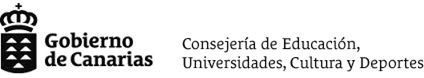 Gobierno
de Canarias
Consejería de Educación,
Universidades, Cultura y Deportes